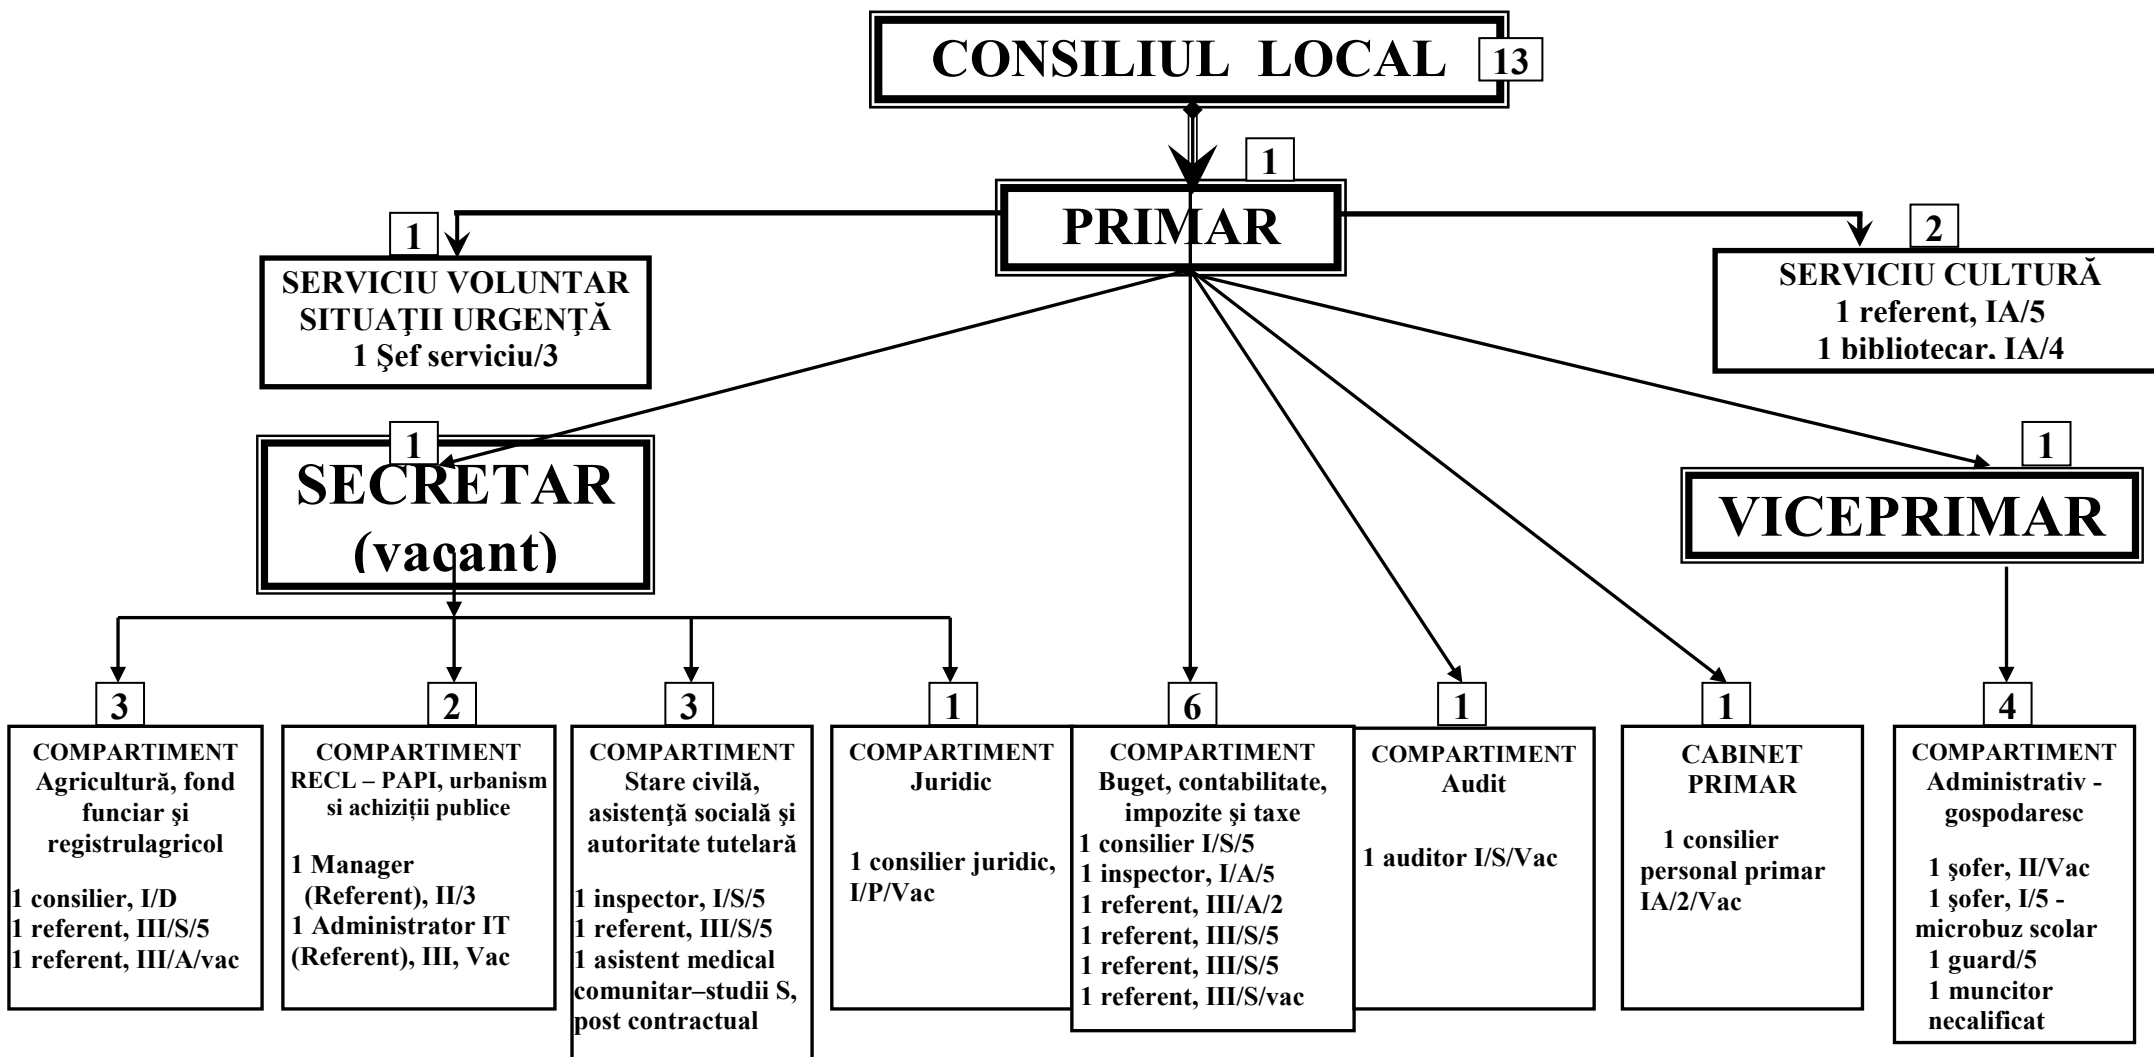 CONSILIUL LOCAL
13
1
PRIMAR
1
SERVICIU VOLUNTAR
SITUAŢII URGENŢĂ
1 Şef serviciu/3
2
SERVICIU CULTURĂ
1 referent, IA/5
1 bibliotecar, IA/4
1
SECRETAR
(vacant)
1
VICEPRIMAR
3
COMPARTIMENT
Agricultură, fond
funciar şi
registrulagricol
1 consilier, I/D
1 referent, III/S/5
1 referent, III/A/vac
2
COMPARTIMENT
RECL – PAPI, urbanism
si achiziții publice
1 Manager
(Referent), II/3
1 Administrator IT
(Referent), III, Vac
3
COMPARTIMENT
Stare civilă,
asistenţă socială şi
autoritate tutelară
1 inspector, I/S/5
1 referent, III/S/5
1 asistent medical
comunitar–studii S,
post contractual
1
COMPARTIMENT
Juridic
1 consilier juridic,
I/P/Vac
6
COMPARTIMENT
Buget, contabilitate,
impozite şi taxe
1 consilier I/S/5
1 inspector, I/A/5
1 referent, III/A/2
1 referent, III/S/5
1 referent, III/S/5
1 referent, III/S/vac
1
COMPARTIMENT
Audit
1 auditor I/S/Vac
1
CABINET
PRIMAR
1 consilier
personal primar
IA/2/Vac
4
COMPARTIMENT
Administrativ -
gospodaresc
1 şofer, II/Vac
1 şofer, I/5 -
microbuz scolar
1 guard/5
1 muncitor
necalificat